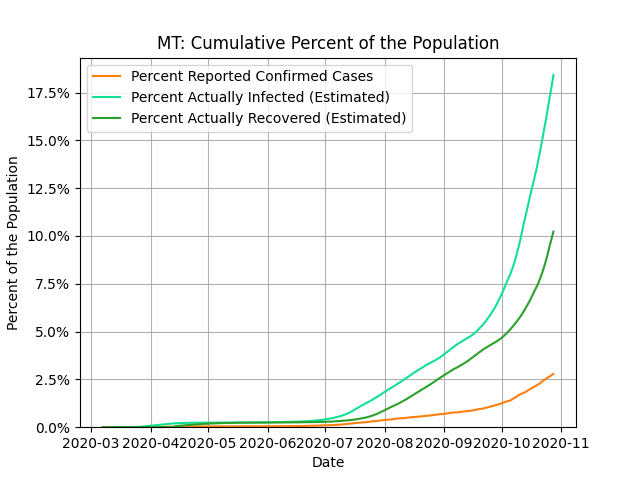 MT: Cumulative Percent of the Population
Percent Reported Confirmed Cases
Percent Actually Infected (Estimated)
Percent Actually Recovered (Estimated)
Percent of the Population
17.5%
15.0%
12.5%
10.0%
7.5%
5.0%
2.5%
0.0%
2020-03 2020-04 2020-05 2020-06 2020-07 2020-08 2020-09 2020-10 2020-11
Date